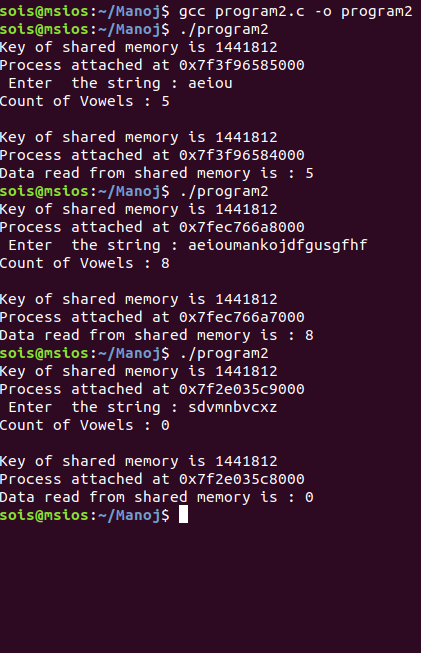 sois@msios:~/Manoj$ gcc program2.c -o program2
sois@msios:~/Manoj$ ./program2
Key of shared memory is 1441812
Process attached at 0x7f3f96585000
 Enter  the string : aeiou
Count of Vowels : 5

Key of shared memory is 1441812
Process attached at 0x7f3f96584000
Data read from shared memory is : 5
sois@msios:~/Manoj$ ./program2
Key of shared memory is 1441812
Process attached at 0x7fec766a8000
 Enter  the string : aeioumankojdfgusgfhf
Count of Vowels : 8

Key of shared memory is 1441812
Process attached at 0x7fec766a7000
Data read from shared memory is : 8
sois@msios:~/Manoj$ ./program2
Key of shared memory is 1441812
Process attached at 0x7f2e035c9000
 Enter  the string : sdvmnbvcxz
Count of Vowels : 0

Key of shared memory is 1441812
Process attached at 0x7f2e035c8000
Data read from shared memory is : 0
sois@msios:~/Manoj$